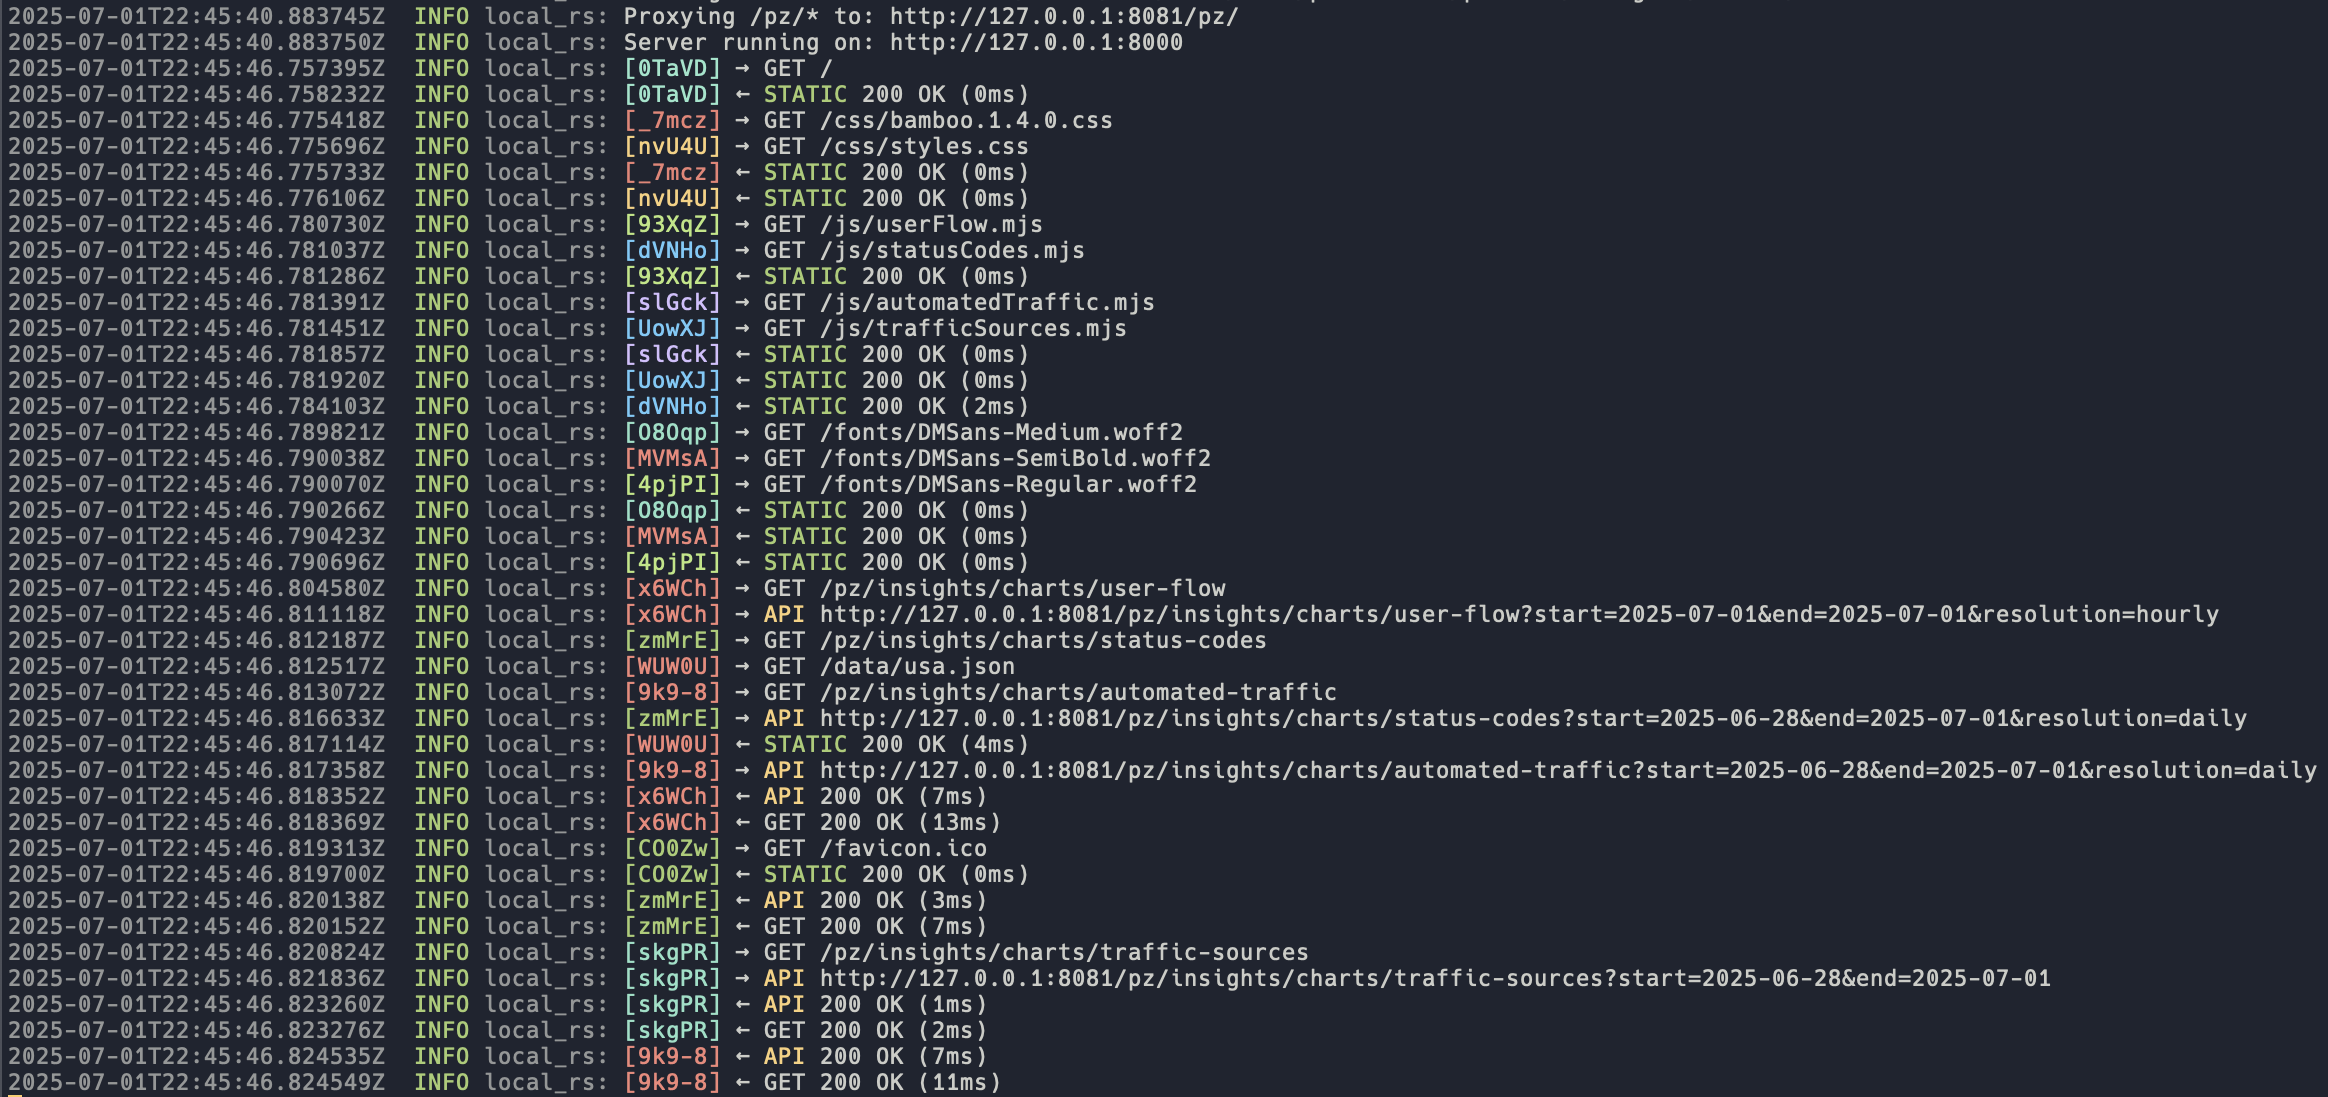 2025-07-01T22:45:40.883745Z  INFO local_rs: Proxying /pz/* to: http://127.0.0.1:8081/pz/
2025-07-01T22:45:40.883750Z  INFO local_rs: Server running on: http://127.0.0.1:8000
2025-07-01T22:45:46.757395Z  INFO local_rs: [0TaVD] → GET /
2025-07-01T22:45:46.758232Z  INFO local_rs: [0TaVD] ← STATIC 200 OK (0ms)
2025-07-01T22:45:46.775418Z  INFO local_rs: [_7mcz] → GET /css/bamboo.1.4.0.css
2025-07-01T22:45:46.775696Z  INFO local_rs: [nvU4U] → GET /css/styles.css
2025-07-01T22:45:46.775733Z  INFO local_rs: [_7mcz] ← STATIC 200 OK (0ms)
2025-07-01T22:45:46.776106Z  INFO local_rs: [nvU4U] ← STATIC 200 OK (0ms)
2025-07-01T22:45:46.780730Z  INFO local_rs: [93XqZ] → GET /js/userFlow.mjs
2025-07-01T22:45:46.781037Z  INFO local_rs: [dVNHo] → GET /js/statusCodes.mjs
2025-07-01T22:45:46.781286Z  INFO local_rs: [93XqZ] ← STATIC 200 OK (0ms)
2025-07-01T22:45:46.781391Z  INFO local_rs: [slGck] → GET /js/automatedTraffic.mjs
2025-07-01T22:45:46.781451Z  INFO local_rs: [UowXJ] → GET /js/trafficSources.mjs
2025-07-01T22:45:46.781857Z  INFO local_rs: [slGck] ← STATIC 200 OK (0ms)
2025-07-01T22:45:46.781920Z  INFO local_rs: [UowXJ] ← STATIC 200 OK (0ms)
2025-07-01T22:45:46.784103Z  INFO local_rs: [dVNHo] ← STATIC 200 OK (2ms)
2025-07-01T22:45:46.789821Z  INFO local_rs: [O8Oqp] → GET /fonts/DMSans-Medium.woff2
2025-07-01T22:45:46.790038Z  INFO local_rs: [MVMsA] → GET /fonts/DMSans-SemiBold.woff2
2025-07-01T22:45:46.790070Z  INFO local_rs: [4pjPI] → GET /fonts/DMSans-Regular.woff2
2025-07-01T22:45:46.790266Z  INFO local_rs: [O8Oqp] ← STATIC 200 OK (0ms)
2025-07-01T22:45:46.790423Z  INFO local_rs: [MVMsA] ← STATIC 200 OK (0ms)
2025-07-01T22:45:46.790696Z  INFO local_rs: [4pjPI] ← STATIC 200 OK (0ms)
2025-07-01T22:45:46.804580Z  INFO local_rs: [x6WCh] → GET /pz/insights/charts/user-flow
2025-07-01T22:45:46.811118Z  INFO local_rs: [x6WCh] → API http://127.0.0.1:8081/pz/insights/charts/user-flow?start=2025-07-01&end=2025-07-01&resolution=hourly
2025-07-01T22:45:46.812187Z  INFO local_rs: [zmMrE] → GET /pz/insights/charts/status-codes
2025-07-01T22:45:46.812517Z  INFO local_rs: [WUW0U] → GET /data/usa.json
2025-07-01T22:45:46.813072Z  INFO local_rs: [9k9-8] → GET /pz/insights/charts/automated-traffic
2025-07-01T22:45:46.816633Z  INFO local_rs: [zmMrE] → API http://127.0.0.1:8081/pz/insights/charts/status-codes?start=2025-06-28&end=2025-07-01&resolution=daily
2025-07-01T22:45:46.817114Z  INFO local_rs: [WUW0U] ← STATIC 200 OK (4ms)
2025-07-01T22:45:46.817358Z  INFO local_rs: [9k9-8] → API http://127.0.0.1:8081/pz/insights/charts/automated-traffic?start=2025-06-28&end=2025-07-01&resolution=daily
2025-07-01T22:45:46.818352Z  INFO local_rs: [x6WCh] ← API 200 OK (7ms)
2025-07-01T22:45:46.818369Z  INFO local_rs: [x6WCh] ← GET 200 OK (13ms)
2025-07-01T22:45:46.819313Z  INFO local_rs: [CO0Zw] → GET /favicon.ico
2025-07-01T22:45:46.819700Z  INFO local_rs: [CO0Zw] ← STATIC 200 OK (0ms)
2025-07-01T22:45:46.820138Z  INFO local_rs: [zmMrE] ← API 200 OK (3ms)
2025-07-01T22:45:46.820152Z  INFO local_rs: [zmMrE] ← GET 200 OK (7ms)
2025-07-01T22:45:46.820824Z  INFO local_rs: [skgPR] → GET /pz/insights/charts/traffic-sources
2025-07-01T22:45:46.821836Z  INFO local_rs: [skgPR] → API http://127.0.0.1:8081/pz/insights/charts/traffic-sources?start=2025-06-28&end=2025-07-01
2025-07-01T22:45:46.823260Z  INFO local_rs: [skgPR] ← API 200 OK (1ms)
2025-07-01T22:45:46.823276Z  INFO local_rs: [skgPR] ← GET 200 OK (2ms)
2025-07-01T22:45:46.824535Z  INFO local_rs: [9k9-8] ← API 200 OK (7ms)
2025-07-01T22:45:46.824549Z  INFO local_rs: [9k9-8] ← GET 200 OK (11ms)